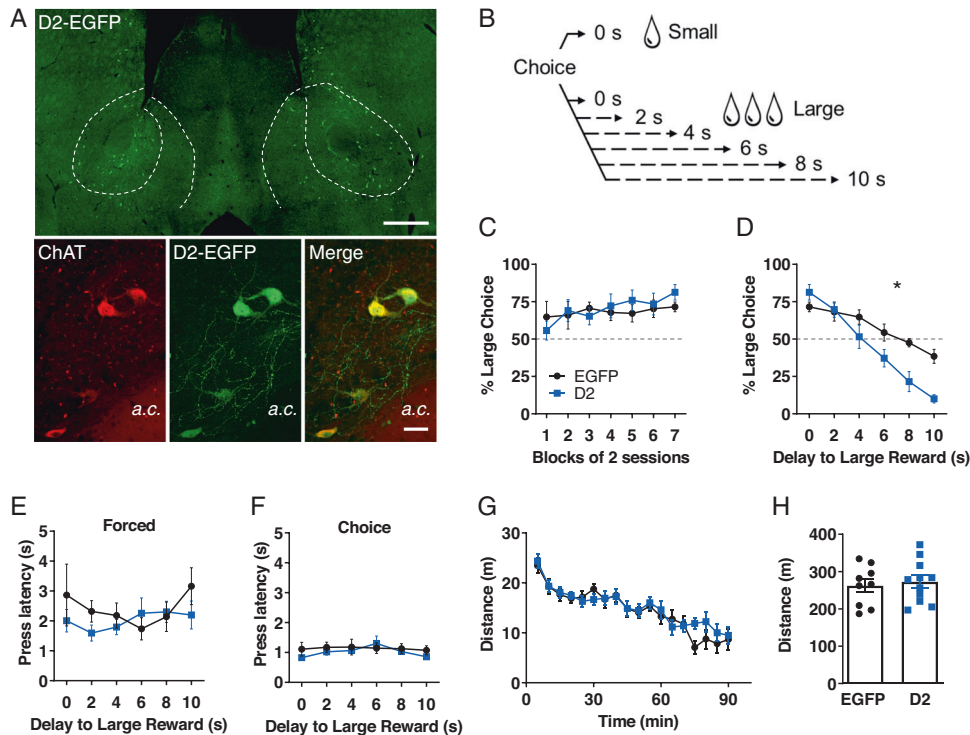 A
D2-EGFP
ChAT
D2-EGFP
Merge
a.c.
a.c.
a.c.
B
Choice
0 s
Small
0 s
2 s
4 s
6 s
8 s
10 s
Large
C
100
75
50
25
0
% Large Choice
EGFP
D2
1 2 3 4 5 6 7
Blocks of 2 sessions
D
*
100
75
50
25
0
% Large Choice
0 2 4 6 8 10
Delay to Large Reward (s)
E
Forced
5
4
3
2
1
0
Press latency (s)
0 2 4 6 8 10
Delay to Large Reward (s)
F
Choice
5
4
3
2
1
0
Press latency (s)
0 2 4 6 8 10
Delay to Large Reward (s)
G
30
20
10
0
Distance (m)
0 30 60 90
Time (min)
H
400
300
200
100
0
Distance (m)
EGFP D2